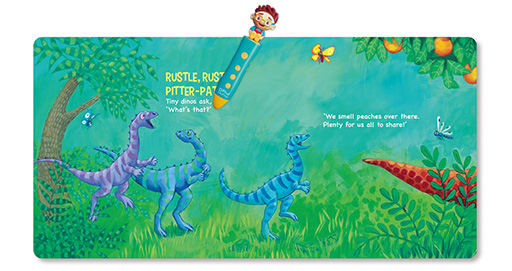 RUSTLE, RUST
PITTER-PAT
Tiny dinos ask,
"What's that?"
"We smell peaches over there.
Plenty for us all to share!"